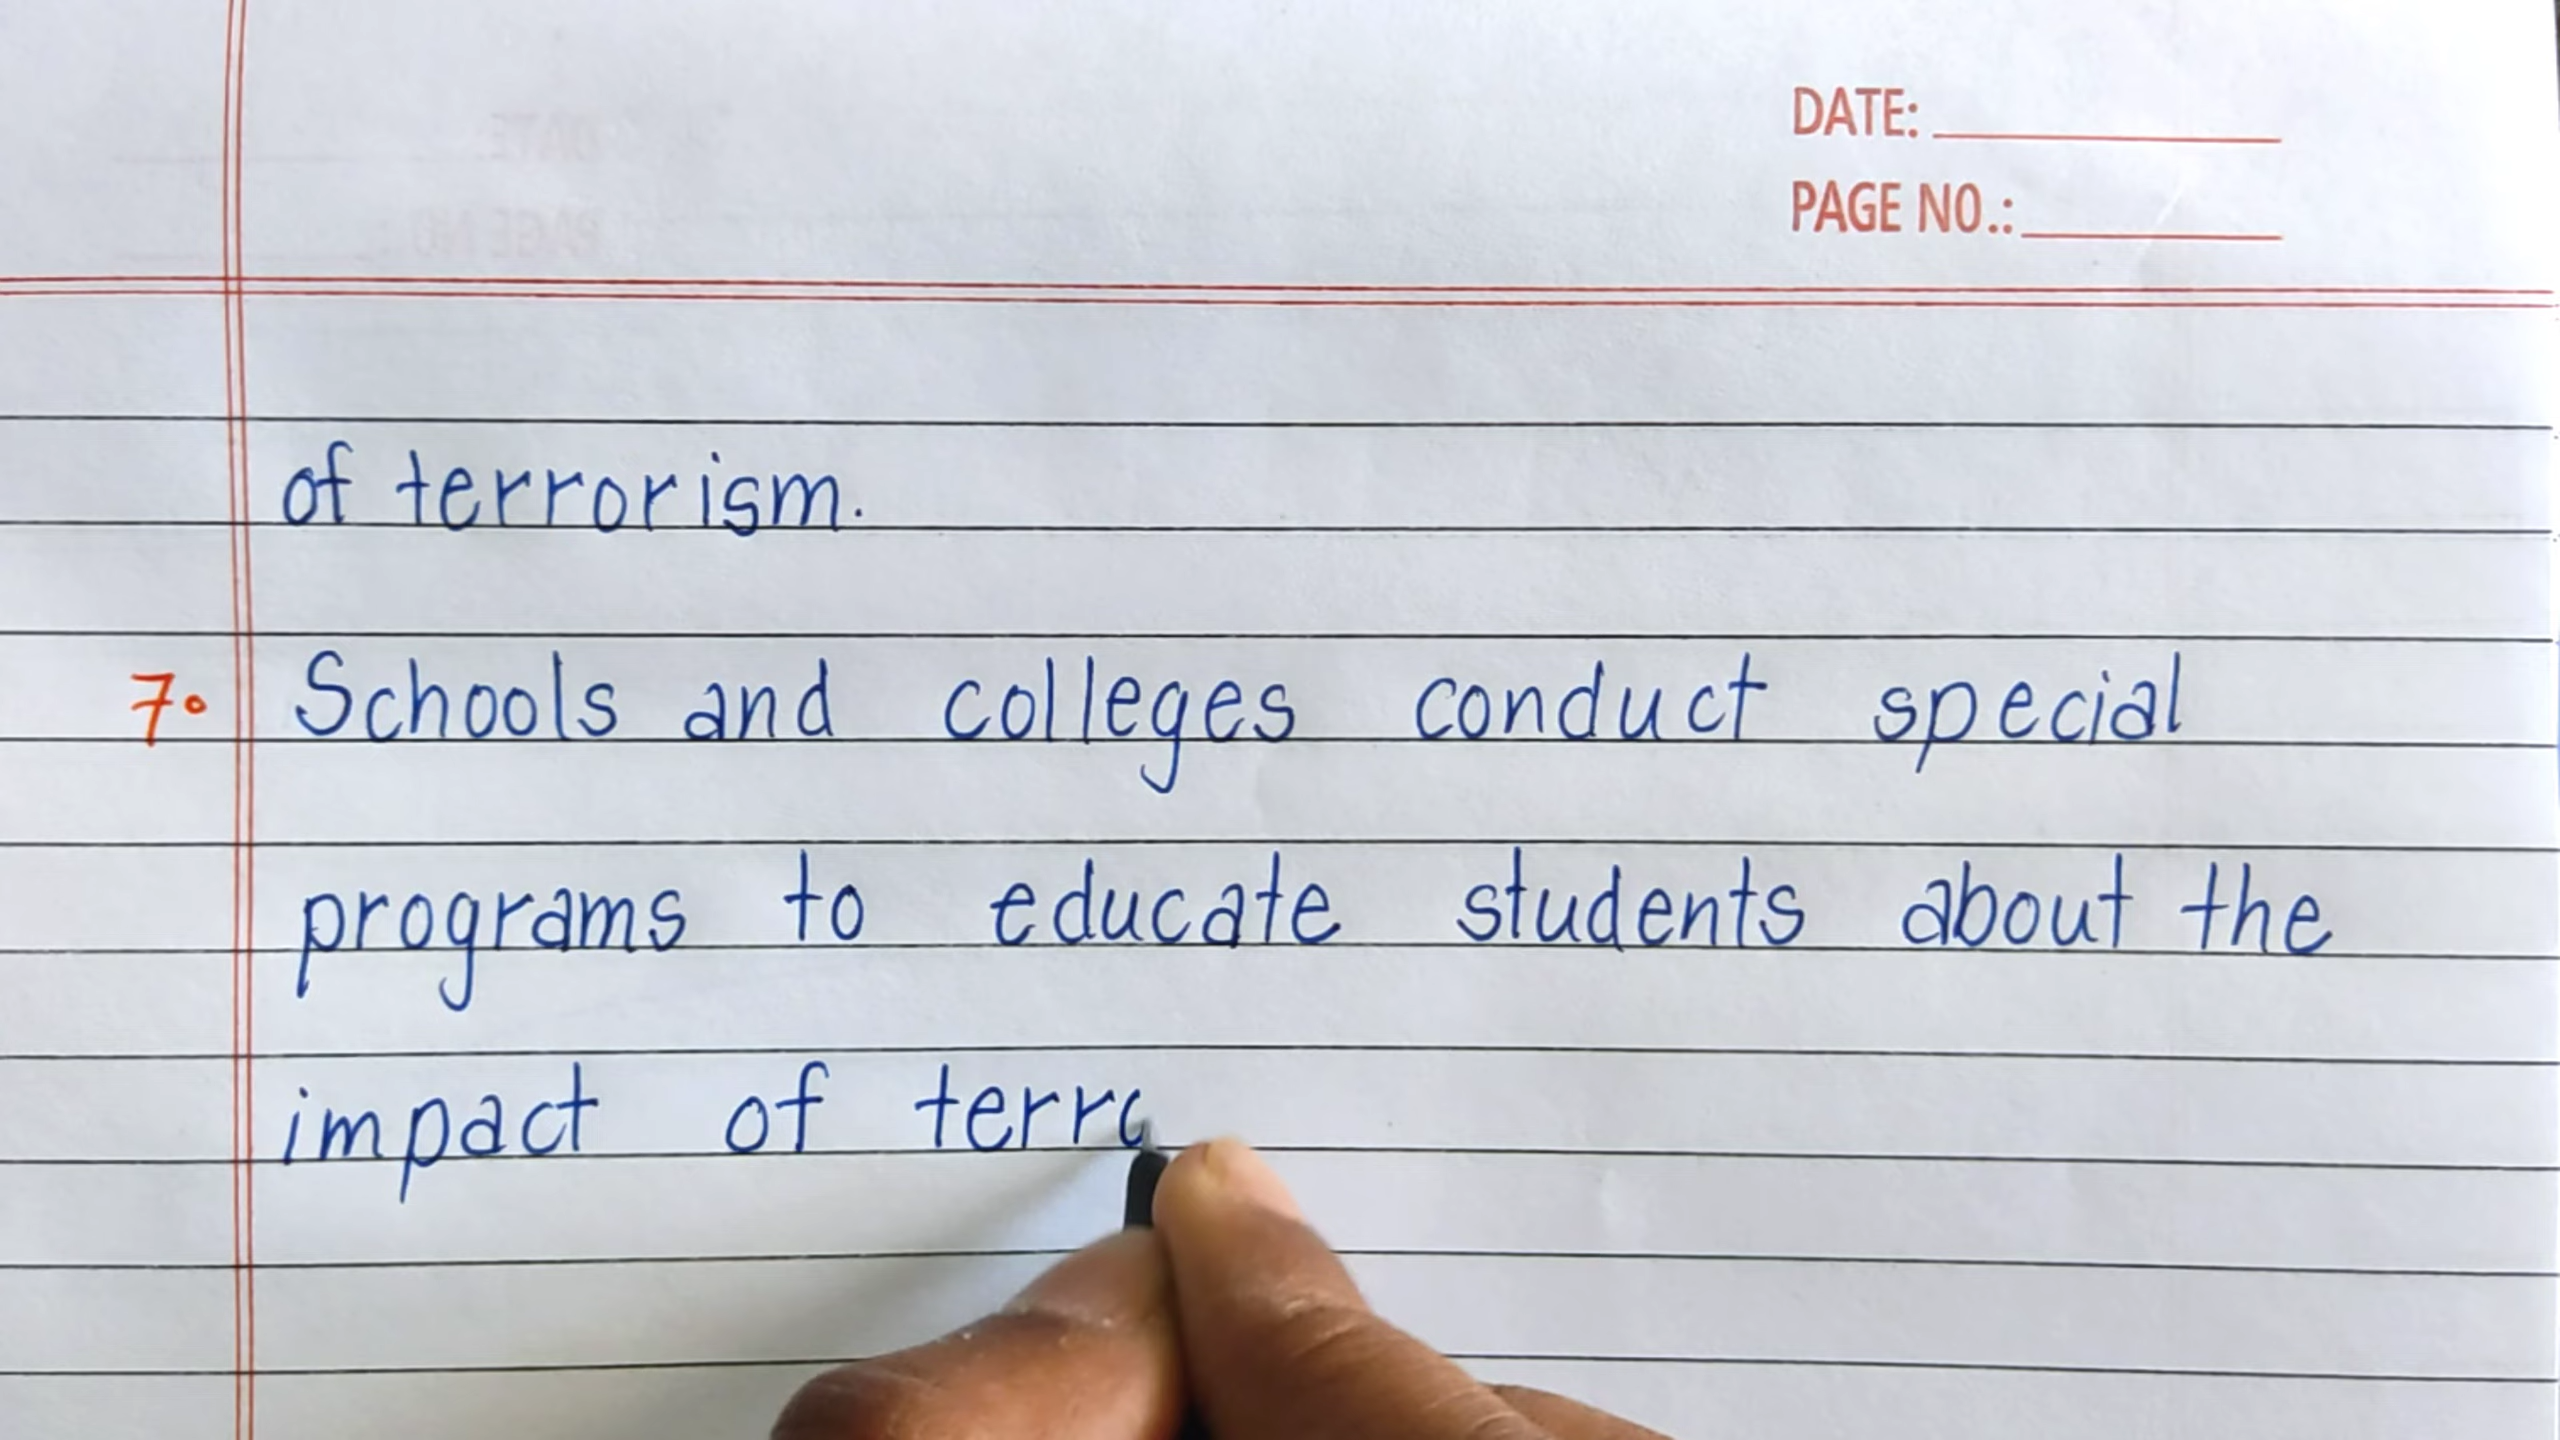 DATE:
PAGE NO.:
of terrorism.
7. Schools and colleges conduct special
programs to educate students about the
impact of terro